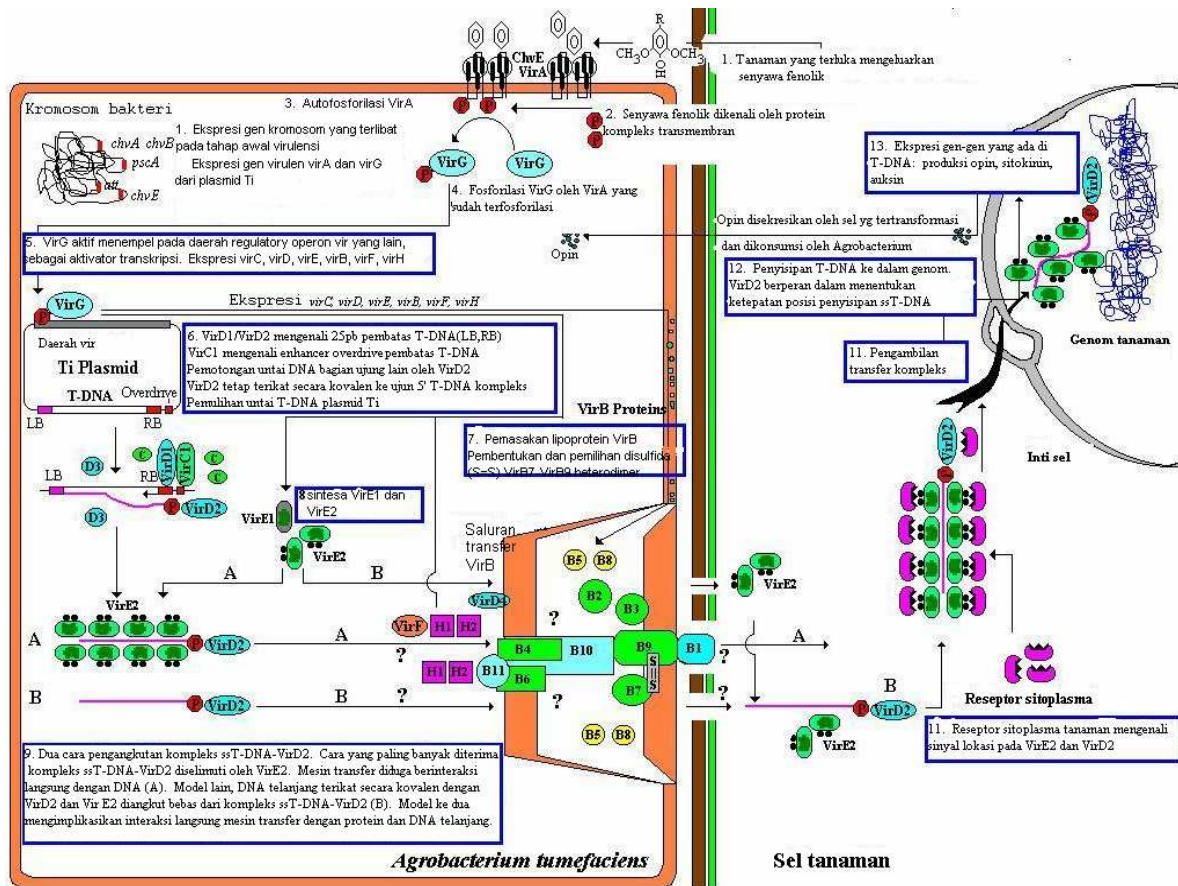 R
CH₃O
OCH₃
OH
ChvE
VirA
1. Tanaman yang terluka mengeluarkan
senyawa fenolik
Kromosom bakteri
chvA chvB
pscA
att
chvE
3. Autofosforilasi VirA
1. Ekspresi gen kromosom yang terlibat
pada tahap awal virulensi
Ekspresi gen virulen virA dan virG
dari plasmid Ti
P
P
P
P
2. Senyawa fenolik dikenali oleh protein
kompleks transmembran
VirG
P
VirG
4. Fosforilasi VirG oleh VirA yang
sudah terfosforilasi
5. VirG aktif menempel pada daerah regulatory operon vir yang lain,
sebagai aktivator transkripsi. Ekspresi virC, virD, virE, virB, virF, virH
Opin
Opin disekresikan oleh sel yg tertransformasi
dan dikonsumsi oleh Agrobacterium
13. Ekspresi gen-gen yang ada di
T-DNA: produksi opin, sitokinin,
auksin
VirD2
P
12. Penyisipan T-DNA ke dalam genom.
VirD2 berperan dalam menentukan
ketepatan posisi penyisipan ssT-DNA
Genom tanaman
11. Pengambilan
transfer kompleks
Inti sel
VirG
P
Ekspresi virC, virD, virE, virB, virF, virH
Daerah vir
Ti Plasmid
T-DNA
Overdrive
LB
RB
6. VirD1/VirD2 mengenali 25pb pembatas T-DNA(LB,RB)
VirC1 mengenali enhancer overdrive pembatas T-DNA
Pemotongan untai DNA bagian ujung lain oleh VirD2
VirD2 tetap terikat secara kovalen ke ujun 5' T-DNA kompleks
Pemulihan untai T-DNA plasmid Ti
VirB Proteins
7. Pemasakan lipoprotein VirB
Pembentukan dan pemilihan disulfida
(S=S) VirB7 VirB9 heterodimer
D3
C
VirD1
VirC1
C
C
LB
RB
P
VirD2
D3
8 sintesa VirE1 dan
VirE2
VirE1
VirE2
Saluran
transfer
VirB
A
B
VirD4
B5
B8
B2
B3
?
VirE2
VirE2
A
P
VirD2
A
?
VirF
H1
H2
B4
B10
B9
B1
?
A
S=S
?
H1
H2
B11
B6
B7
?
?
B
P
VirD2
B
B5
B8
P
VirD2
B
VirE2
VirD2
P
Reseptor sitoplasma
11. Reseptor sitoplasma tanaman mengenali
sinyal lokasi pada VirE2 dan VirD2
9. Dua cara pengangkutan kompleks ssT-DNA-VirD2. Cara yang paling banyak diterima
kompleks ssT-DNA-VirD2 diselimuti oleh VirE2. Mesin transfer diduga berinteraksi
langsung dengan DNA (A). Model lain, DNA telanjang terikat secara kovalen dengan
VirD2 dan Vir E2 diangkut bebas dari kompleks ssT-DNA-VirD2 (B). Model ke dua
mengimplikasikan interaksi langsung mesin transfer dengan protein dan DNA telanjang.
Agrobacterium tumefaciens
Sel tanaman